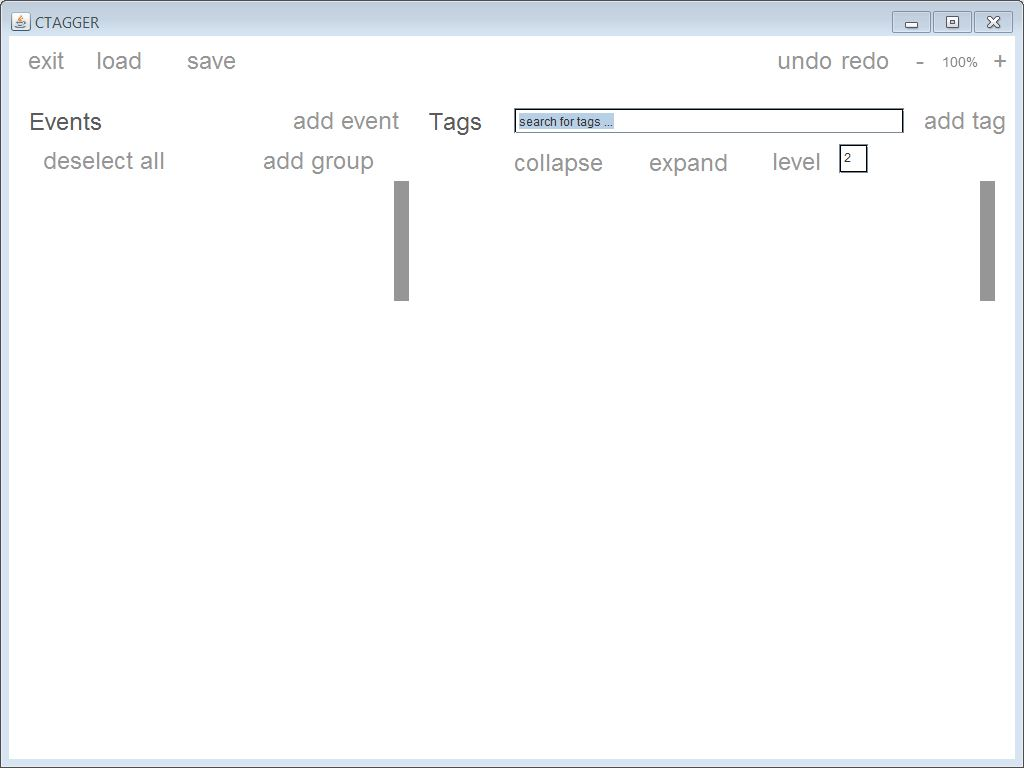 CTAGGER
exit load save undo redo - 100% +
Events add event Tags search for tags ... add tag
deselect all add group collapse expand level 2